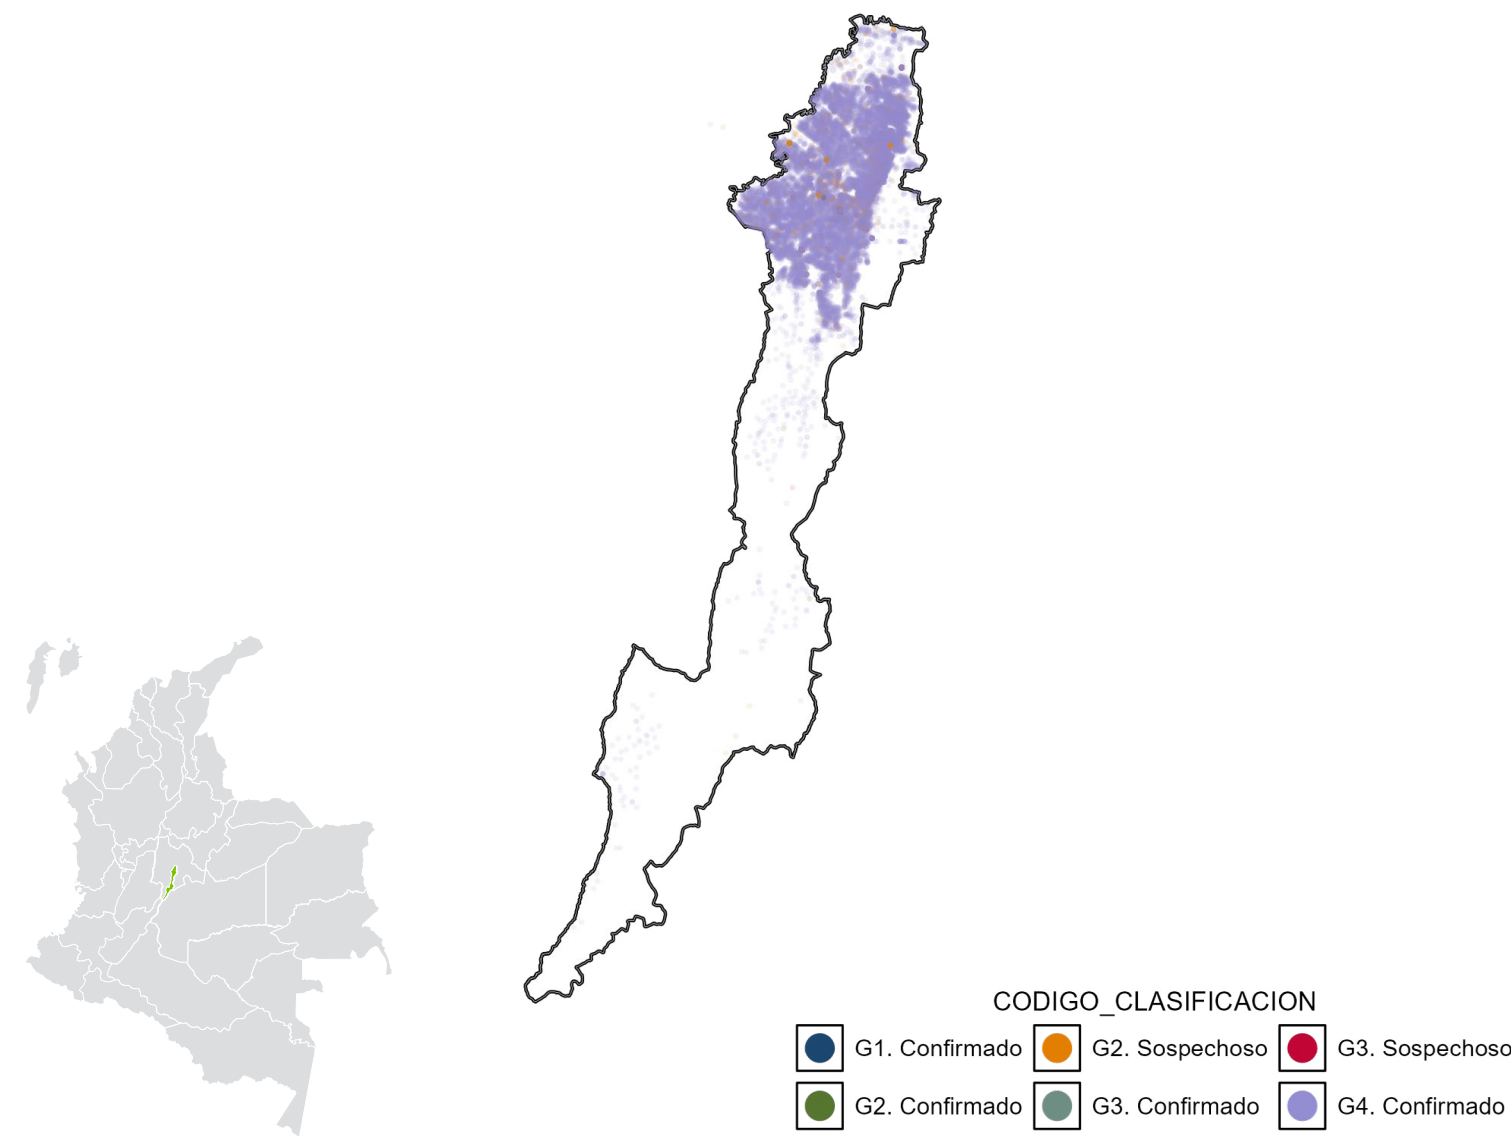 CODIGO_CLASIFICACION
G1. Confirmado G2. Sospechoso G3. Sospechoso
G2. Confirmado G3. Confirmado G4. Confirmado